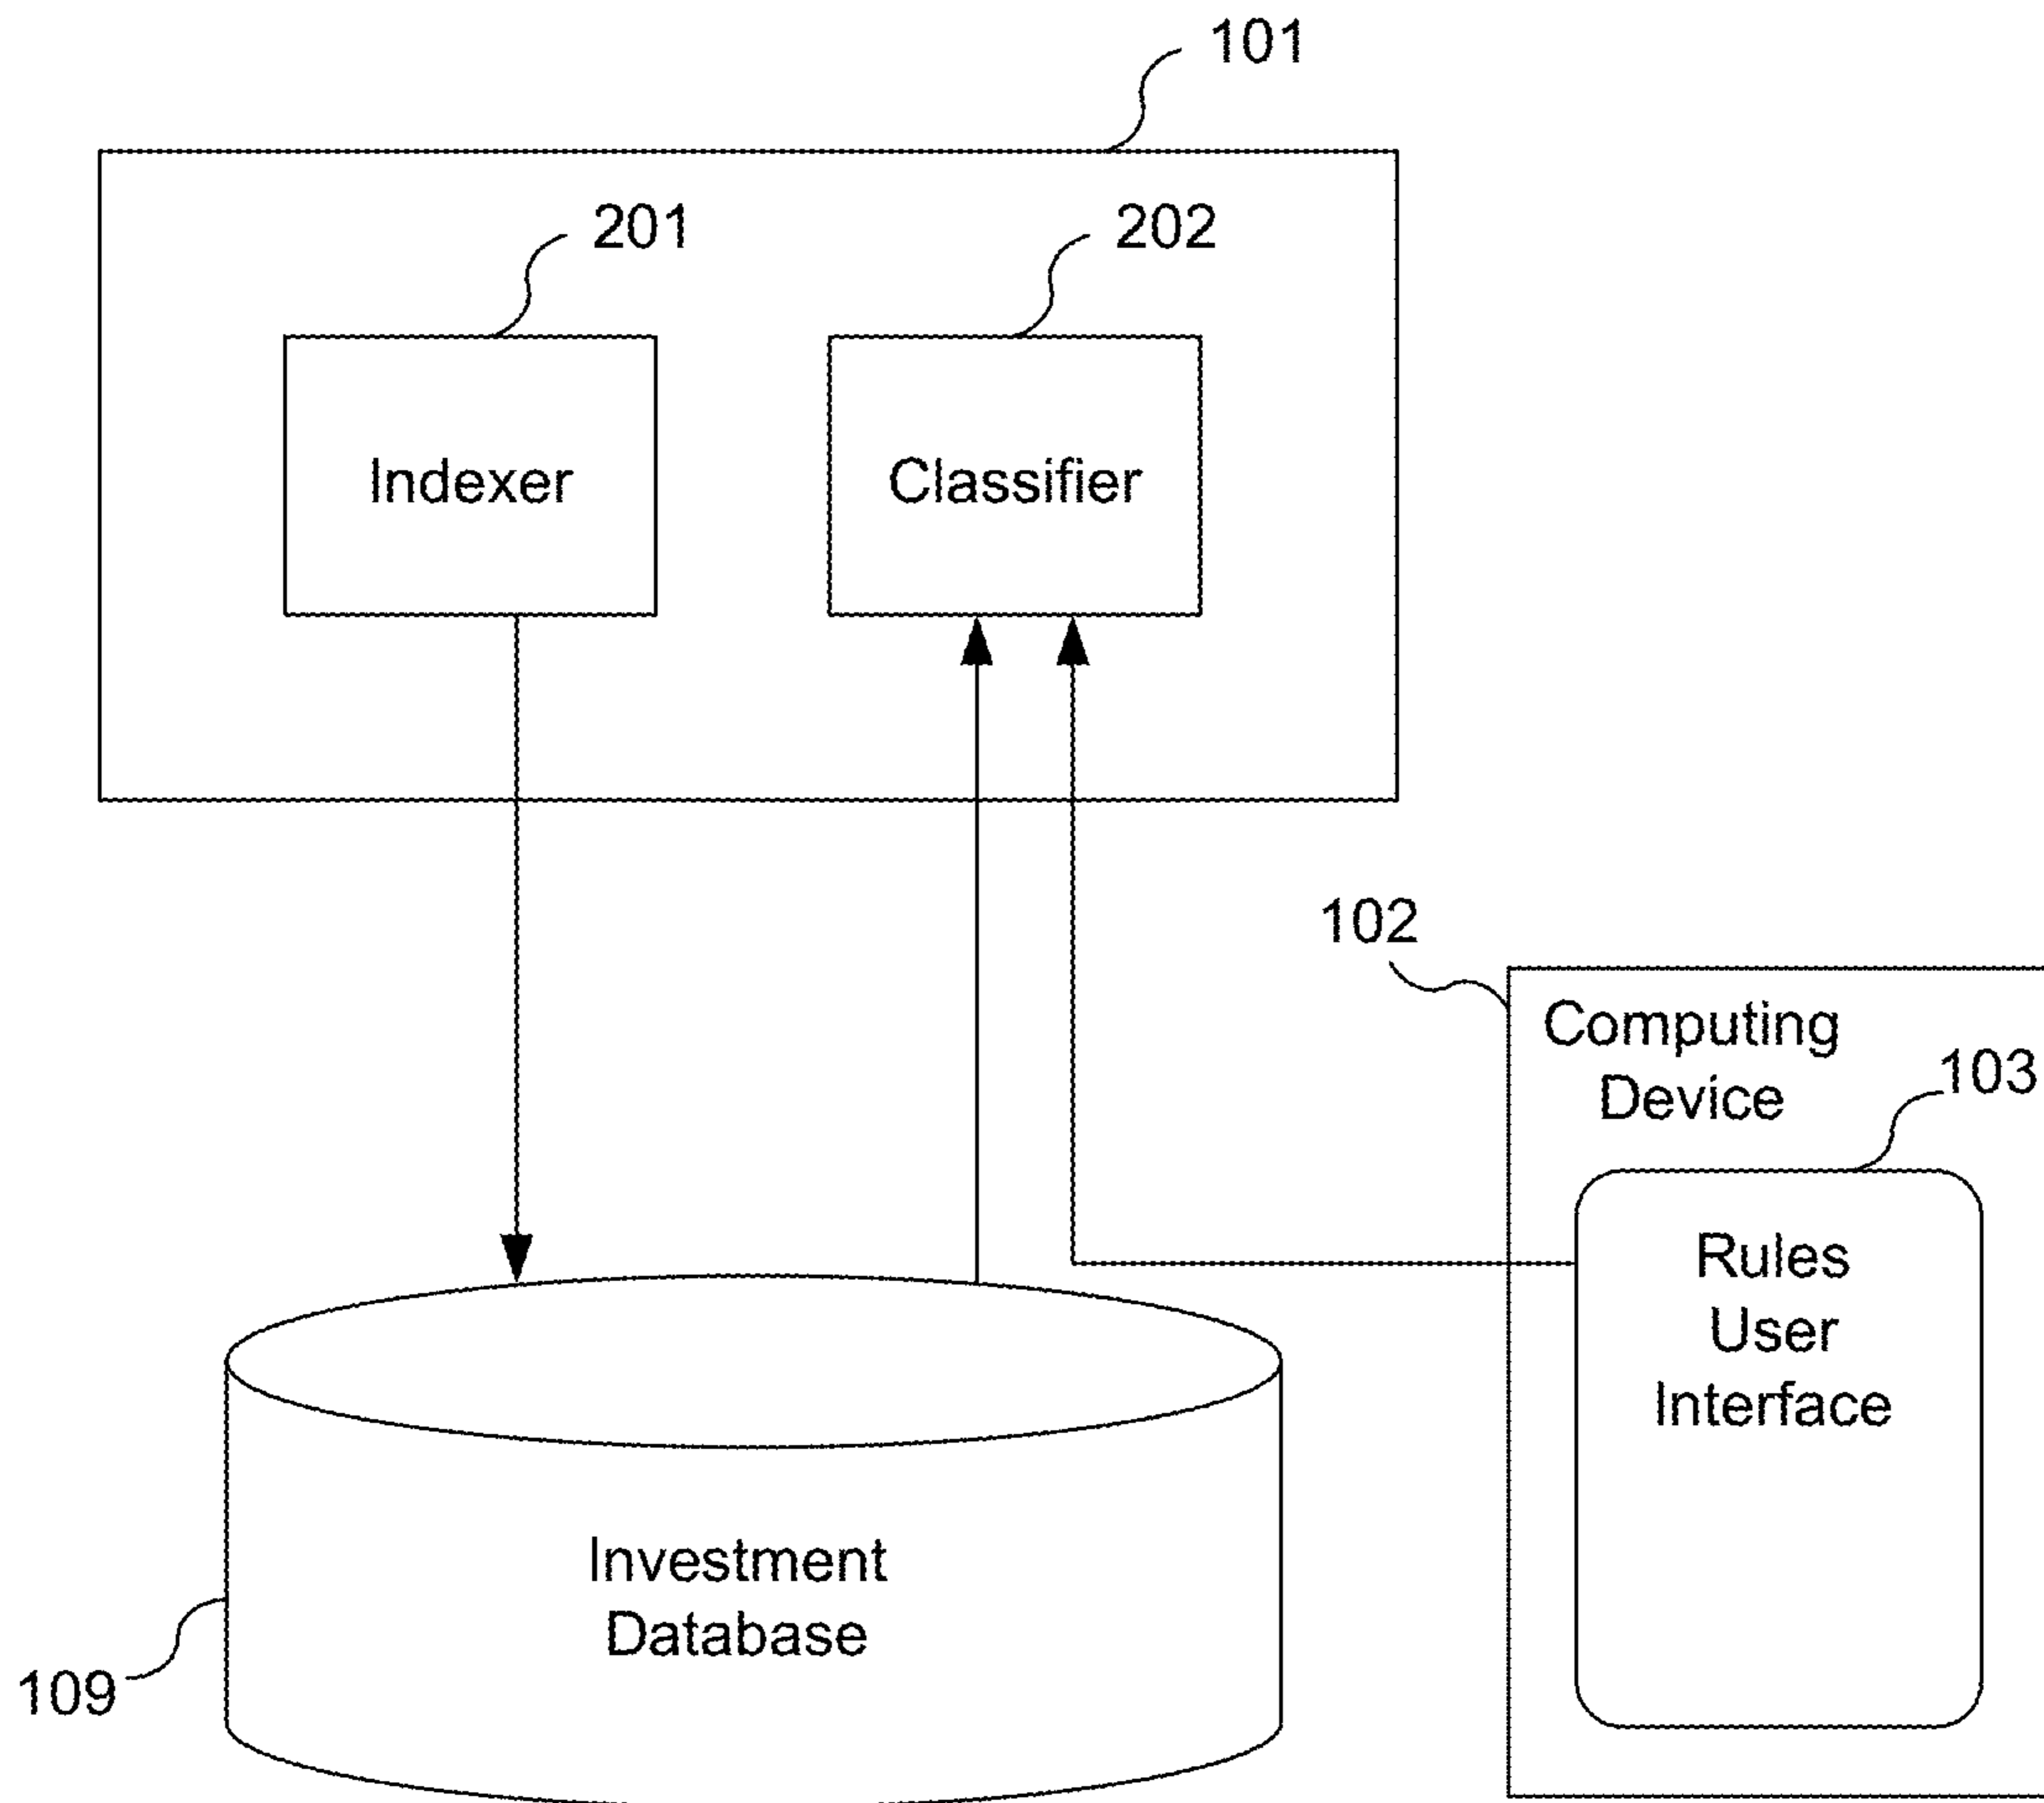 101
201
202
Indexer
Classifier
102
Computing
Device
103
Rules
User
Interface
Investment
Database
109